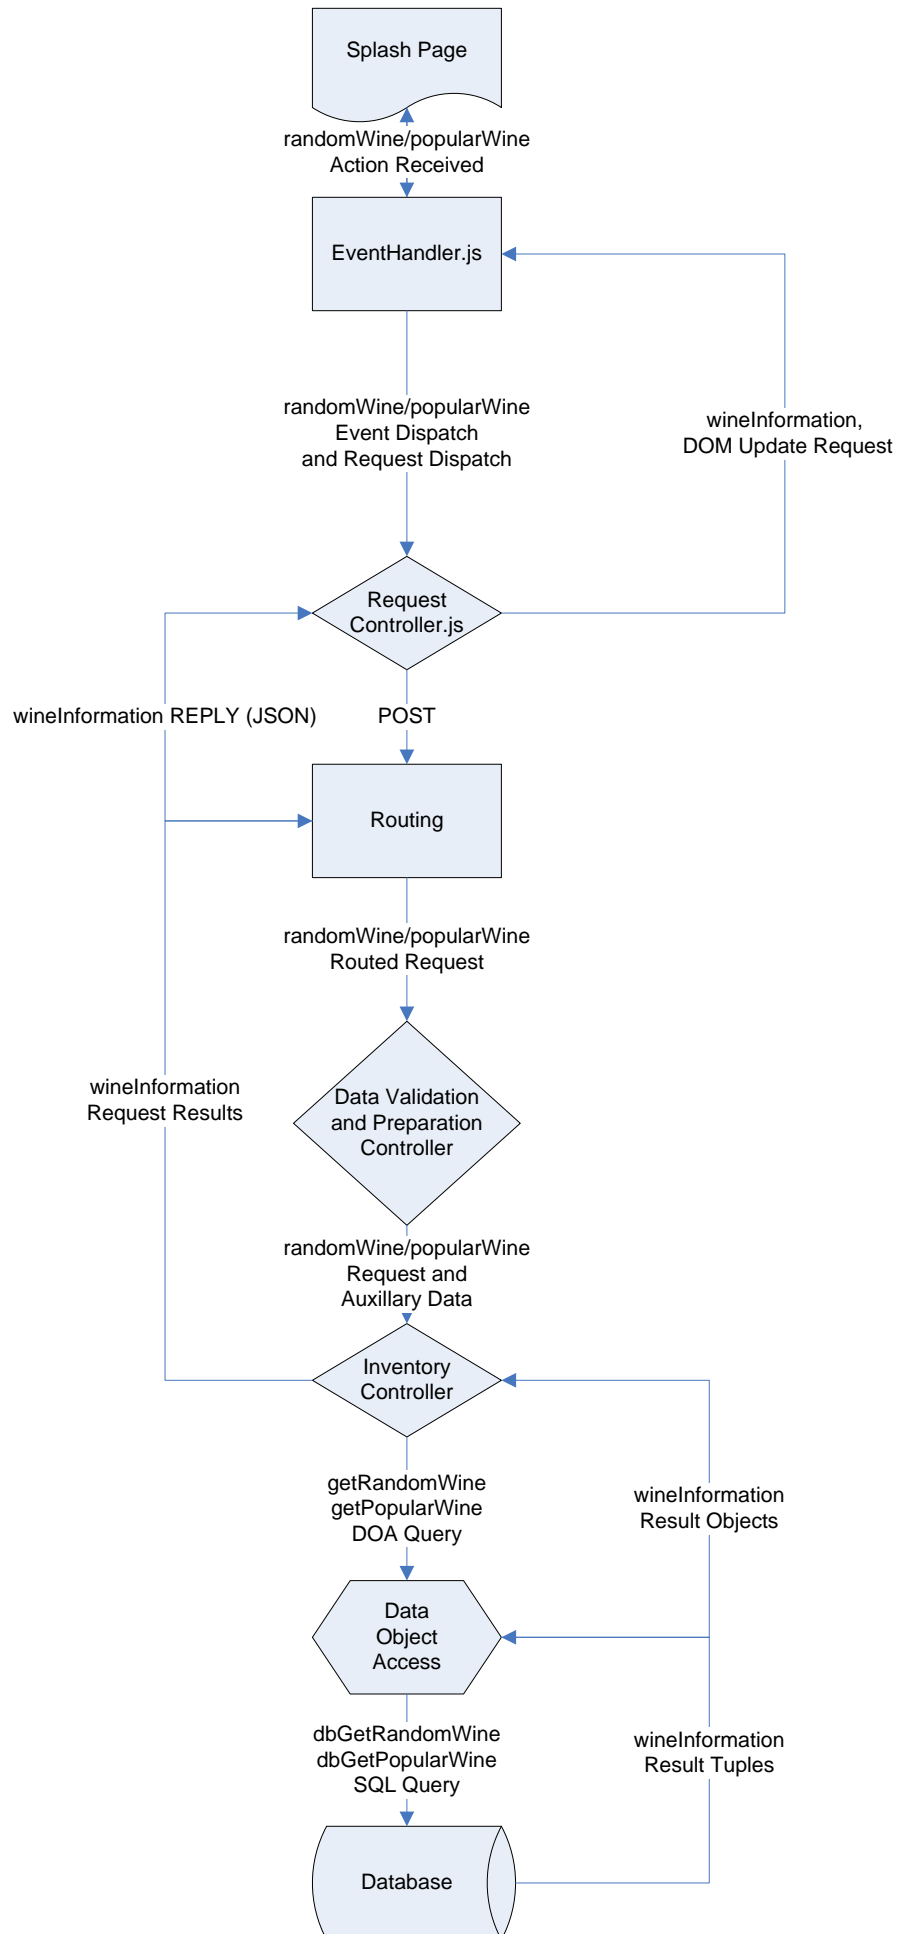 Splash Page
randomWine/popularWine
Action Received
EventHandler.js
randomWine/popularWine
Event Dispatch
and Request Dispatch
wineInformation,
DOM Update Request
Request
Controller.js
wineInformation REPLY (JSON)
POST
Routing
randomWine/popularWine
Routed Request
wineInformation
Request Results
Data Validation
and Preparation
Controller
randomWine/popularWine
Request and
Auxillary Data
Inventory
Controller
getRandomWine
getPopularWine
DOA Query
wineInformation
Result Objects
Data
Object
Access
dbGetRandomWine
dbGetPopularWine
SQL Query
wineInformation
Result Tuples
Database